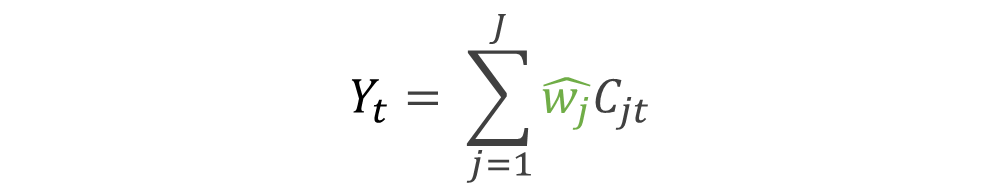 $Y_t = \sum_{j=1}^{J} \widehat{w_j} C_{jt}$